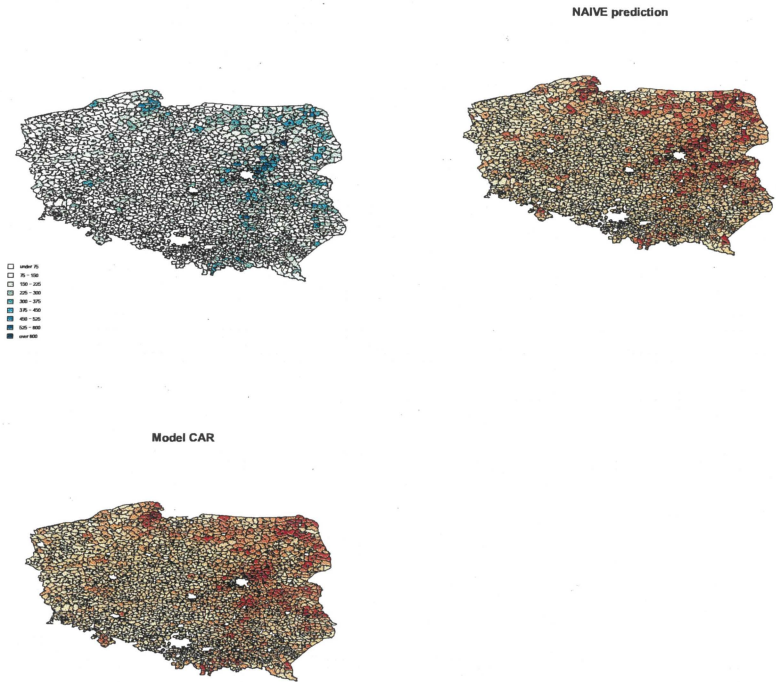 NAIVE prediction
under 75
75 - 150
150 - 225
225 - 300
300 - 375
375 - 450
450 - 525
525 - 600
over 600
Model CAR